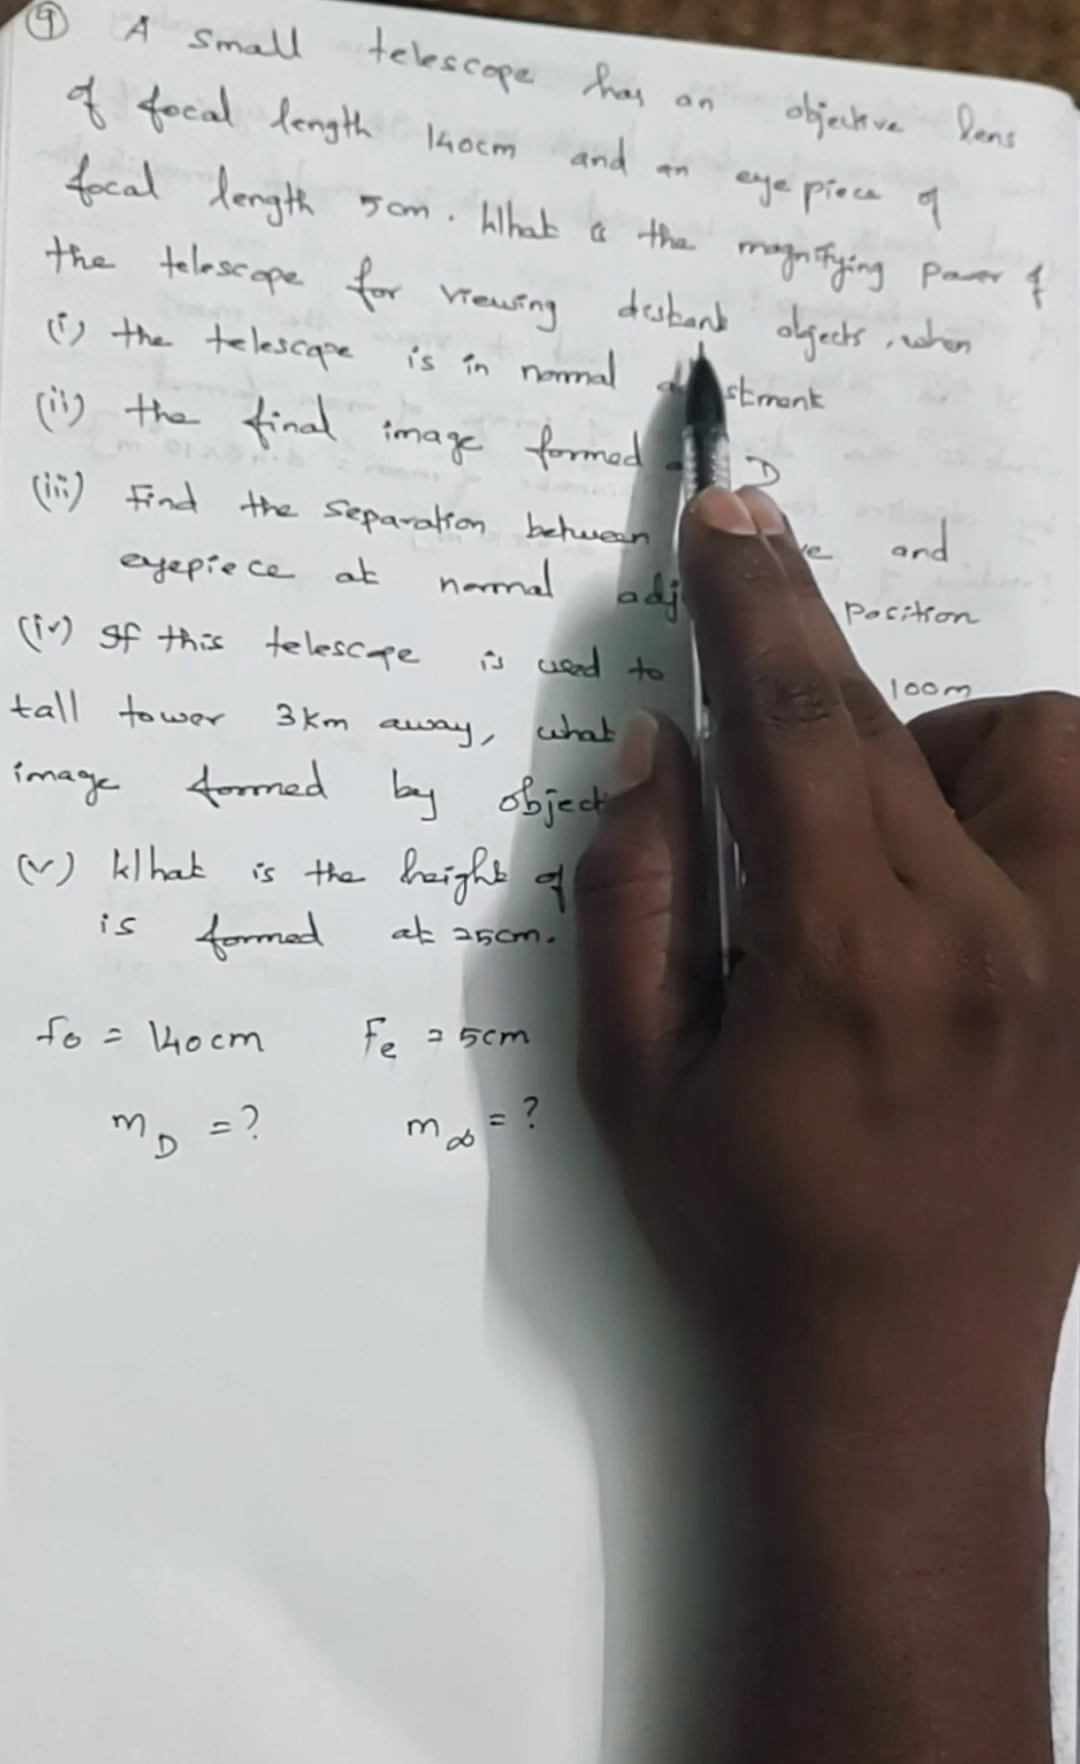 9 A small telescope has an objective lens
of focal length 140cm and an eye piece of
focal length 5cm. What is the magnifying power of
the telescope for viewing distant objects, when
(i) the telescope is in normal stment
(ii) the final image formed D
(iii) Find the separation between and
eyepiece at normal adj position
(iv) If this telescope is used to 100m
tall tower 3km away, what
image formed by object
(v) What is the height of
is formed at 25cm.
fo = 140cm Fe = 5cm
mD = ? m∞ = ?